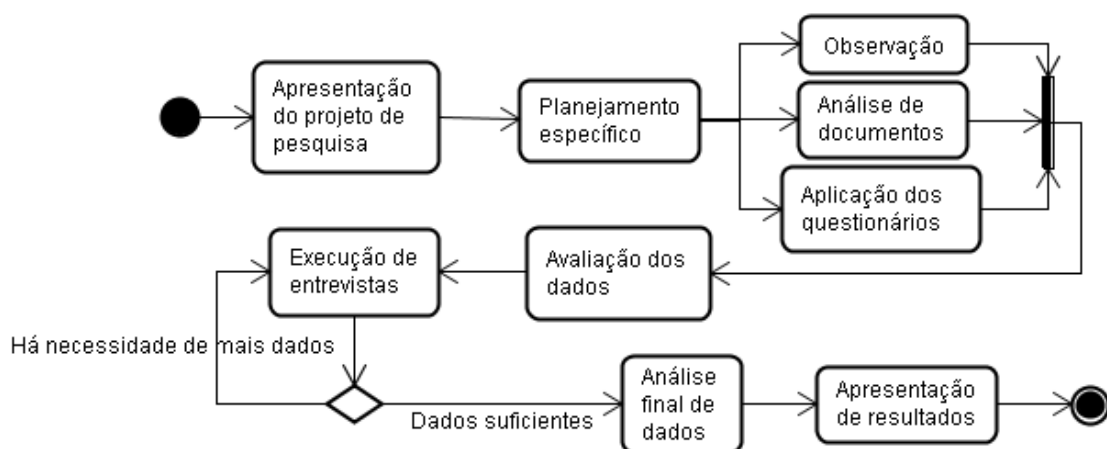 Apresentação
do projeto de
pesquisa
Planejamento
específico
Observação
Análise de
documentos
Aplicação dos
questionários
Avaliação dos
dados
Execução de
entrevistas
Há necessidade de mais dados
Dados suficientes
Análise
final de
dados
Apresentação
de resultados